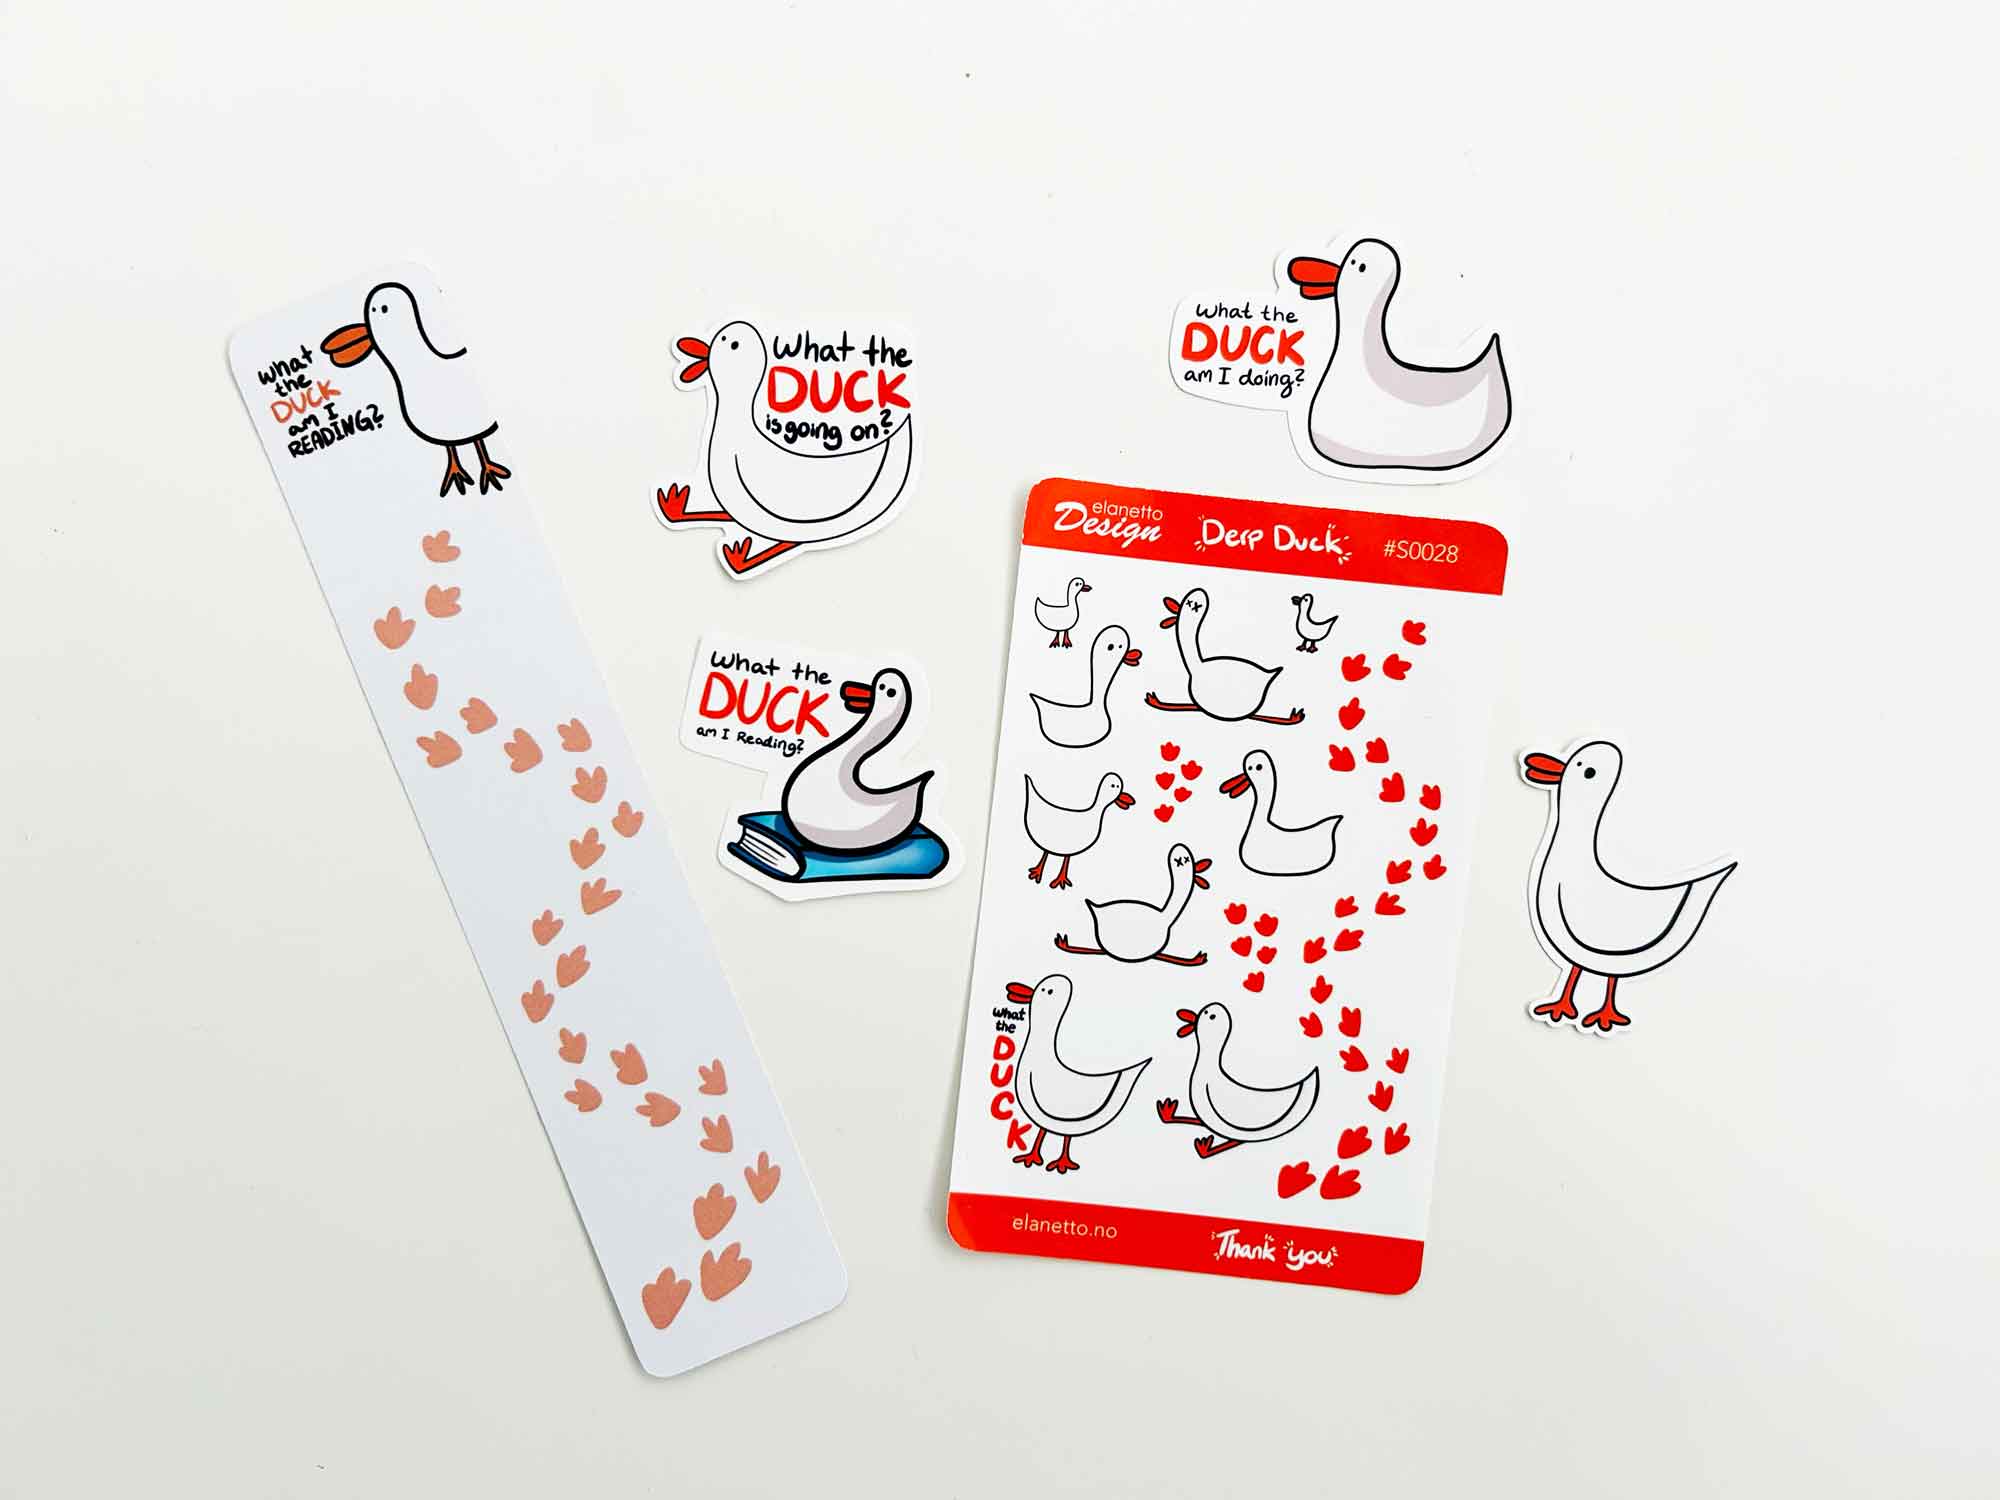 What
the
DUCK
am I
READING?
What the
DUCK
is going on?
What the
DUCK
am I Reading?
What the
DUCK
am I doing?
elanetto
Design
Derp Duck
#S0028
What
the
DUCK
elanetto.no
Thank you